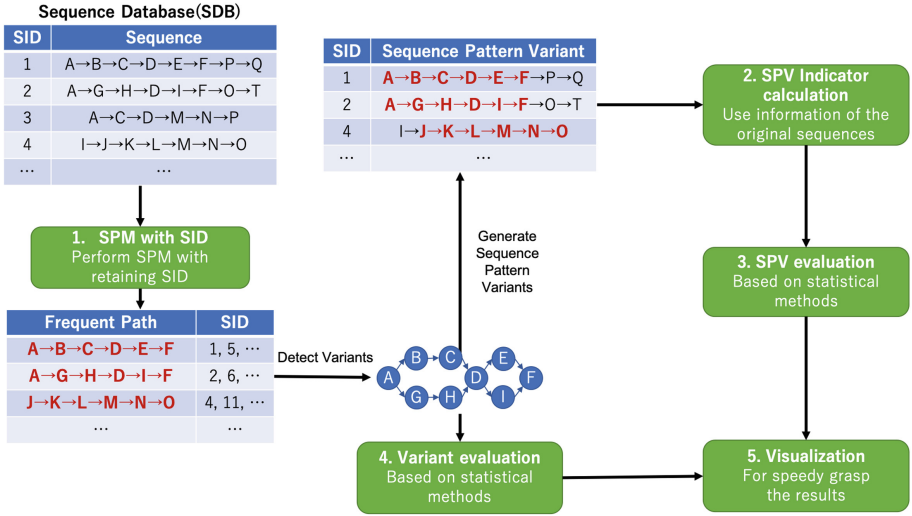 Sequence Database(SDB)
SID Sequence
1 A→B→C→D→E→F→P→Q
2 A→G→H→D→I→F→O→T
3 A→C→D→M→N→P
4 I→J→K→L→M→N→O
… …
1. SPM with SID
Perform SPM with
retaining SID
Frequent Path SID
A→B→C→D→E→F 1, 5, …
A→G→H→D→I→F 2, 6, …
J→K→L→M→N→O 4, 11, …
… …
Detect Variants
A B C D E F G H I
Generate
Sequence
Pattern
Variants
SID Sequence Pattern Variant
1 A→B→C→D→E→F→P→Q
2 A→G→H→D→I→F→O→T
4 I→J→K→L→M→N→O
… …
2. SPV Indicator
calculation
Use information of the
original sequences
3. SPV evaluation
Based on statistical
methods
4. Variant evaluation
Based on statistical
methods
5. Visualization
For speedy grasp
the results